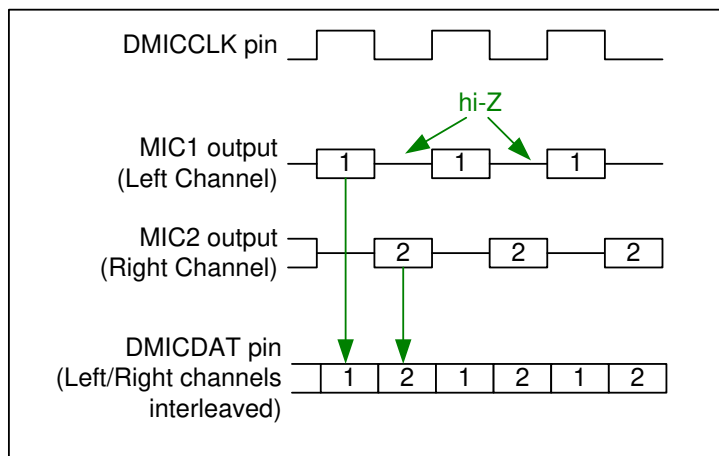 DMICCLK pin
hi-Z
MIC1 output
(Left Channel)
1 1 1
MIC2 output
(Right Channel)
2 2 2
DMICDAT pin
(Left/Right channels
interleaved)
1 2 1 2 1 2